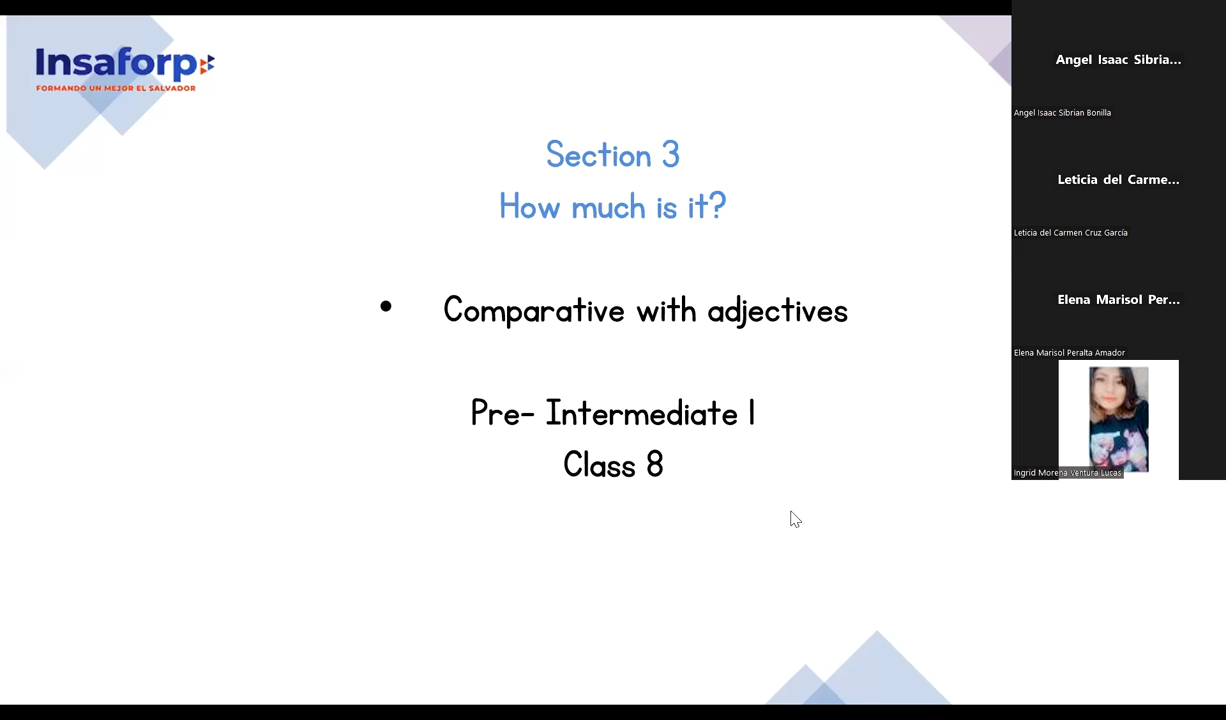 Insaforp
FORMANDO UN MEJOR EL SALVADOR
Section 3
How much is it?
• Comparative with adjectives
Pre- Intermediate 1
Class 8
Angel Isaac Sibria...
Angel Isaac Sibrian Bonilla
Leticia del Carme...
Leticia del Carmen Cruz García
Elena Marisol Per...
Elena Marisol Peralta Amador
Ingrid Morena Ventura Lucas